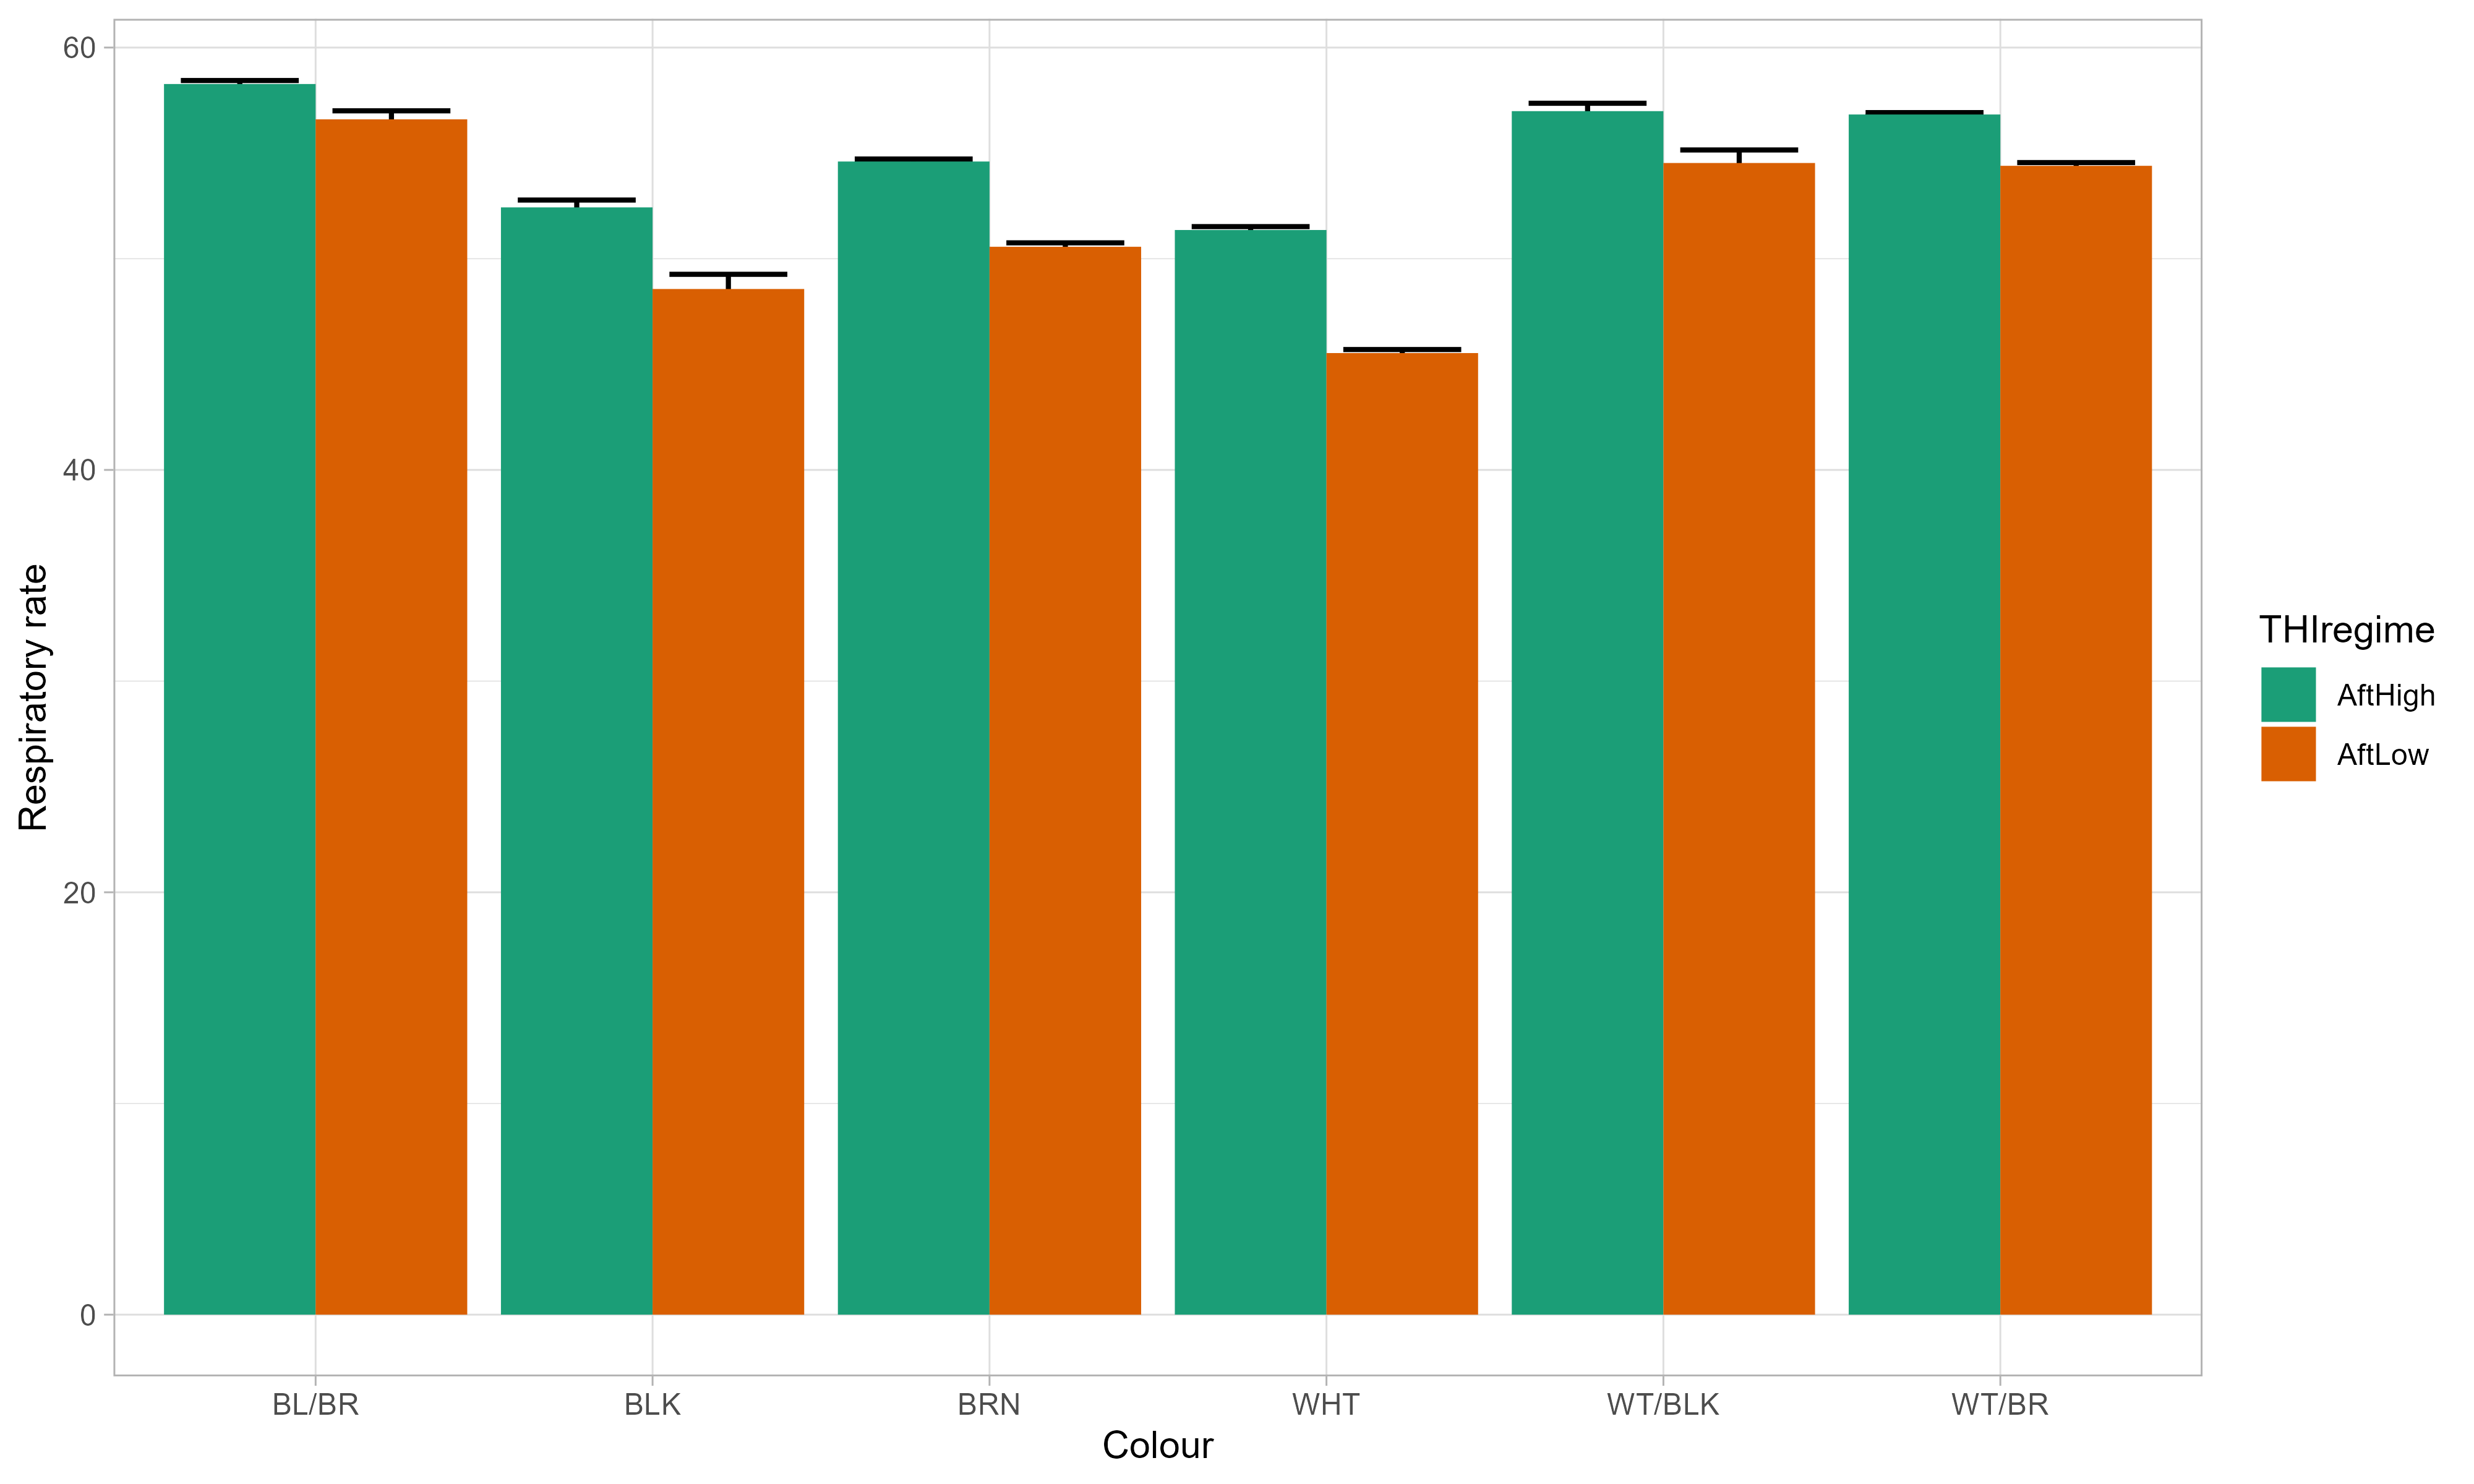 60
40
20
0
Respiratory rate
BL/BR BLK BRN WHT WT/BLK WT/BR
Colour
THIregime
AftHigh
AftLow